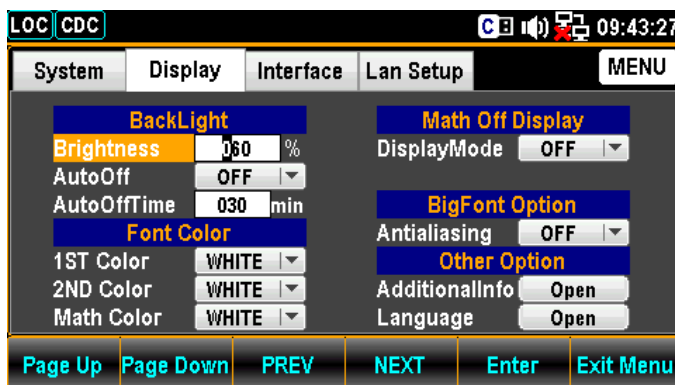 LOC CDC C 09:43:27
System Display Interface Lan Setup MENU
BackLight
Brightness 060 %
AutoOff OFF
AutoOffTime 030 min
Font Color
1ST Color WHITE
2ND Color WHITE
Math Color WHITE
Math Off Display
DisplayMode OFF
BigFont Option
Antialiasing OFF
Other Option
AdditionalInfo Open
Language Open
Page Up Page Down PREV NEXT Enter Exit Menu